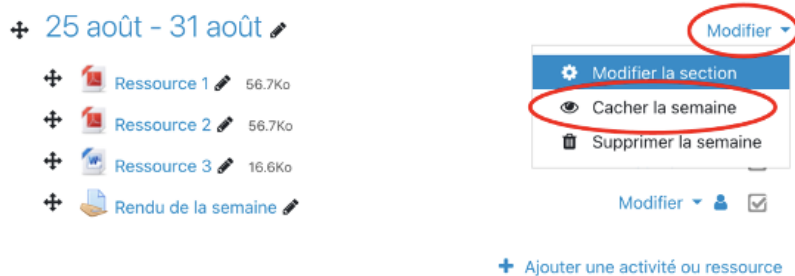 25 août - 31 août
Modifier
Ressource 1 56.7Ko
Modifier la section
Ressource 2 56.7Ko
Cacher la semaine
Ressource 3 16.6Ko
Supprimer la semaine
Rendu de la semaine
Modifier
Ajouter une activité ou ressource